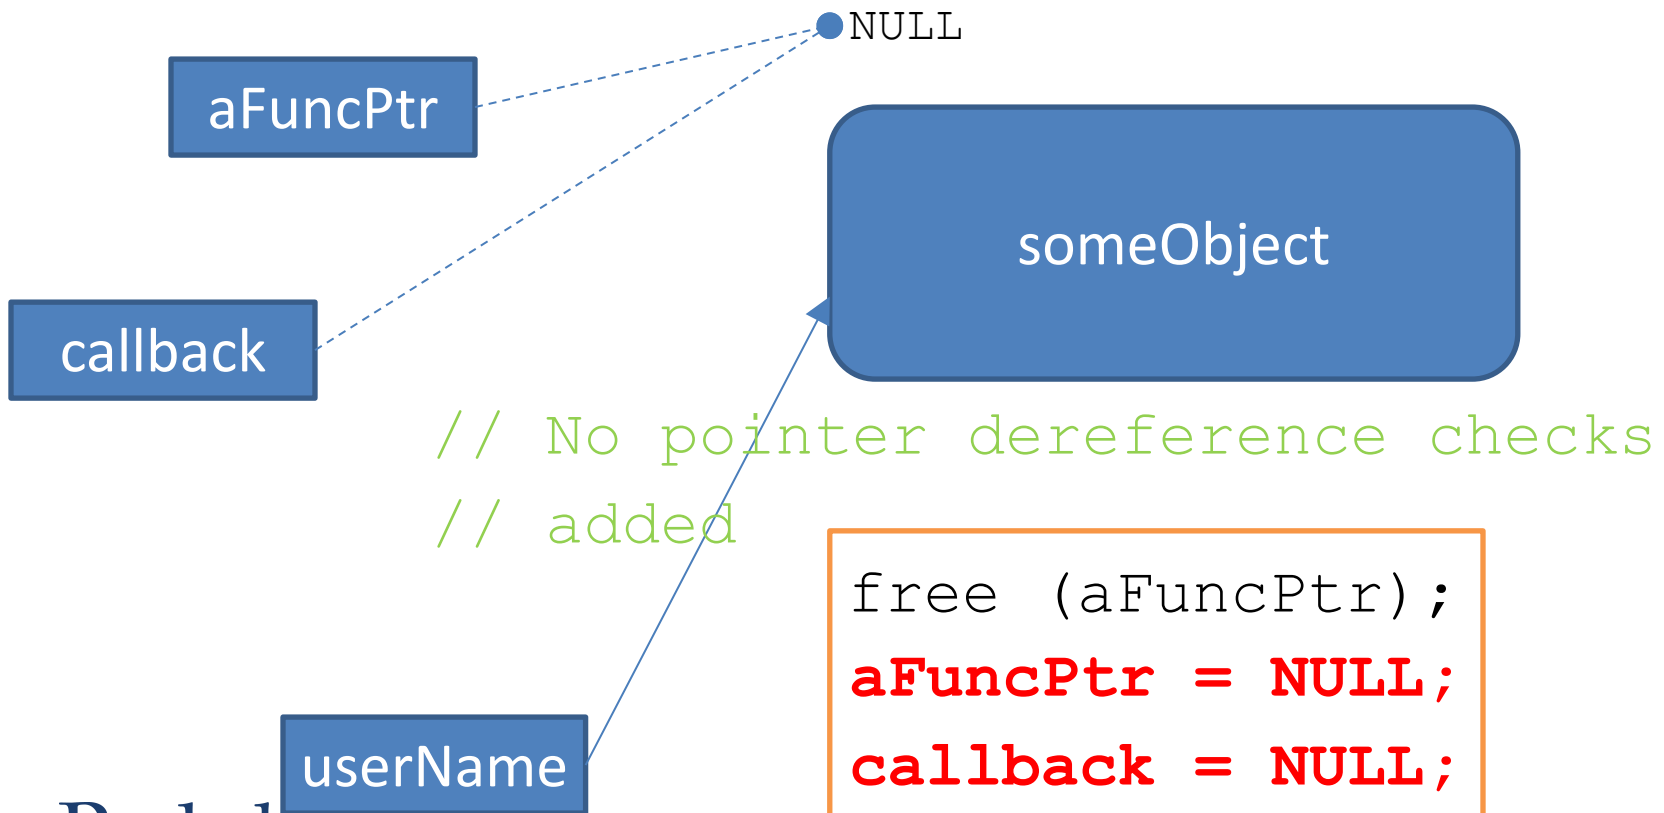 NULL
aFuncPtr
someObject
callback
// No pointer dereference checks
// added
free (aFuncPtr);
aFuncPtr = NULL;
callback = NULL;
userName